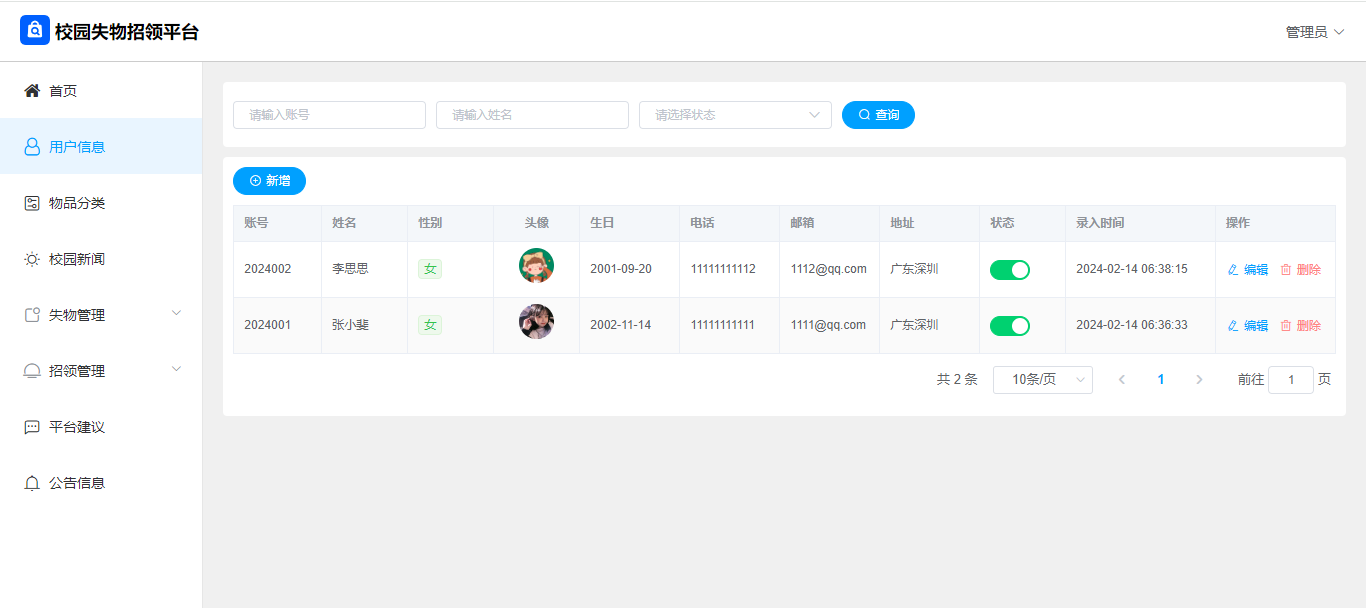 校园失物招领平台
管理员
首页
用户信息
物品分类
校园新闻
失物管理
招领管理
平台建议
公告信息
请输入账号 请输入姓名 请选择状态 查询
新增
账号 姓名 性别 头像 生日 电话 邮箱 地址 状态 录入时间 操作
2024002 李思思 女 2001-09-20 11111111112 1112@qq.com 广东深圳 2024-02-14 06:38:15 编辑 删除
2024001 张小斐 女 2002-11-14 11111111111 1111@qq.com 广东深圳 2024-02-14 06:36:33 编辑 删除
共 2 条 10条/页 1 前往 1 页